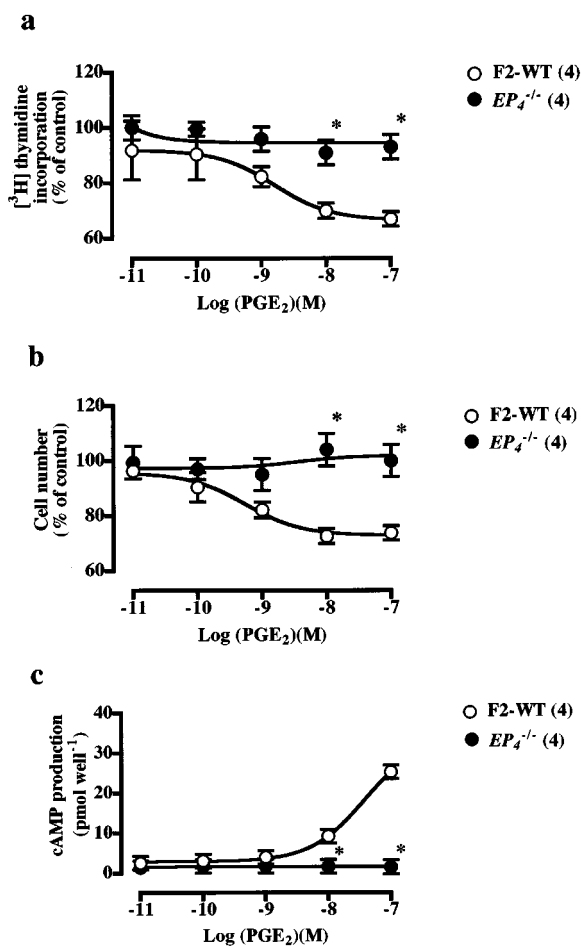 a
[³H] thymidine
incorporation
(% of control)
120
100
80
60
* *
-11 -10 -9 -8 -7
Log (PGE₂)(M)
F2-WT (4)
EP₄⁻/⁻ (4)
b
Cell number
(% of control)
120
100
80
60
* *
-11 -10 -9 -8 -7
Log (PGE₂)(M)
F2-WT (4)
EP₄⁻/⁻ (4)
c
cAMP production
(pmol well⁻¹)
40
30
20
10
0
* *
-11 -10 -9 -8 -7
Log (PGE₂)(M)
F2-WT (4)
EP₄⁻/⁻ (4)